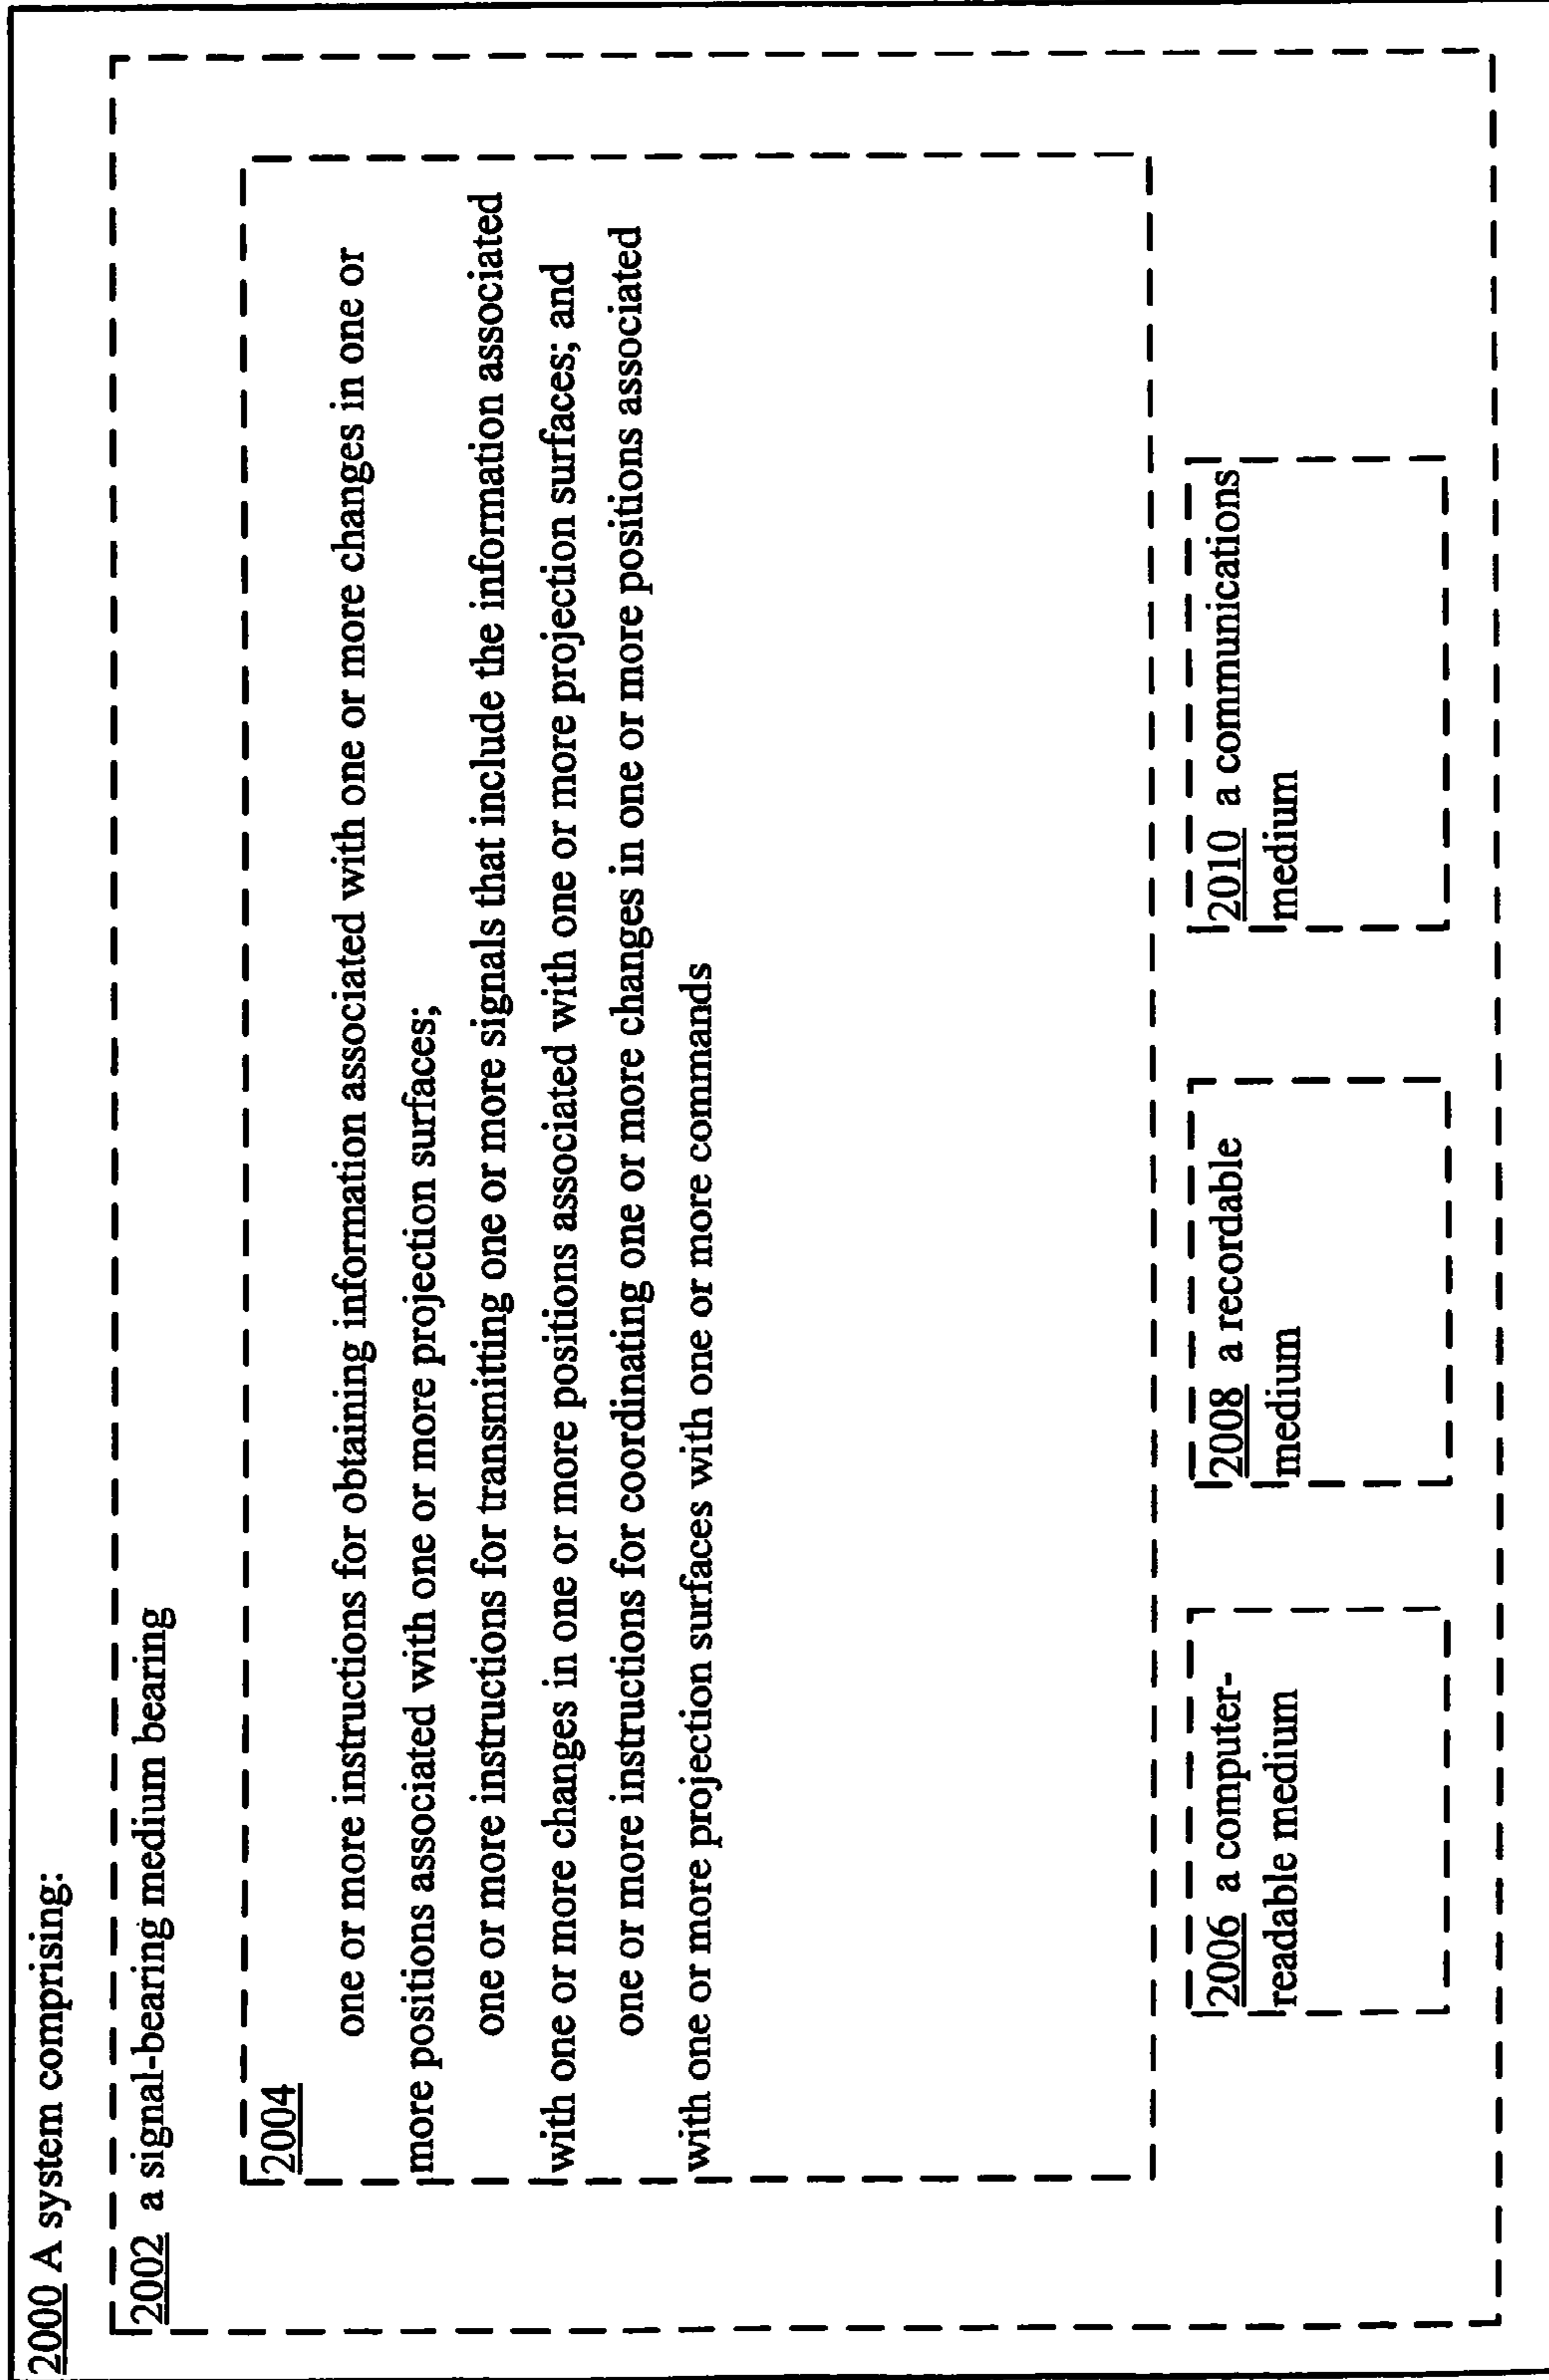 2000 A system comprising:
2002 a signal-bearing medium bearing
2004
one or more instructions for obtaining information associated with one or more changes in one or
more positions associated with one or more projection surfaces;
one or more instructions for transmitting one or more signals that include the information associated
with one or more changes in one or more positions associated with one or more projection surfaces; and
one or more instructions for coordinating one or more changes in one or more positions associated
with one or more projection surfaces with one or more commands
2006 a computer-
readable medium
2008 a recordable
medium
2010 a communications
medium